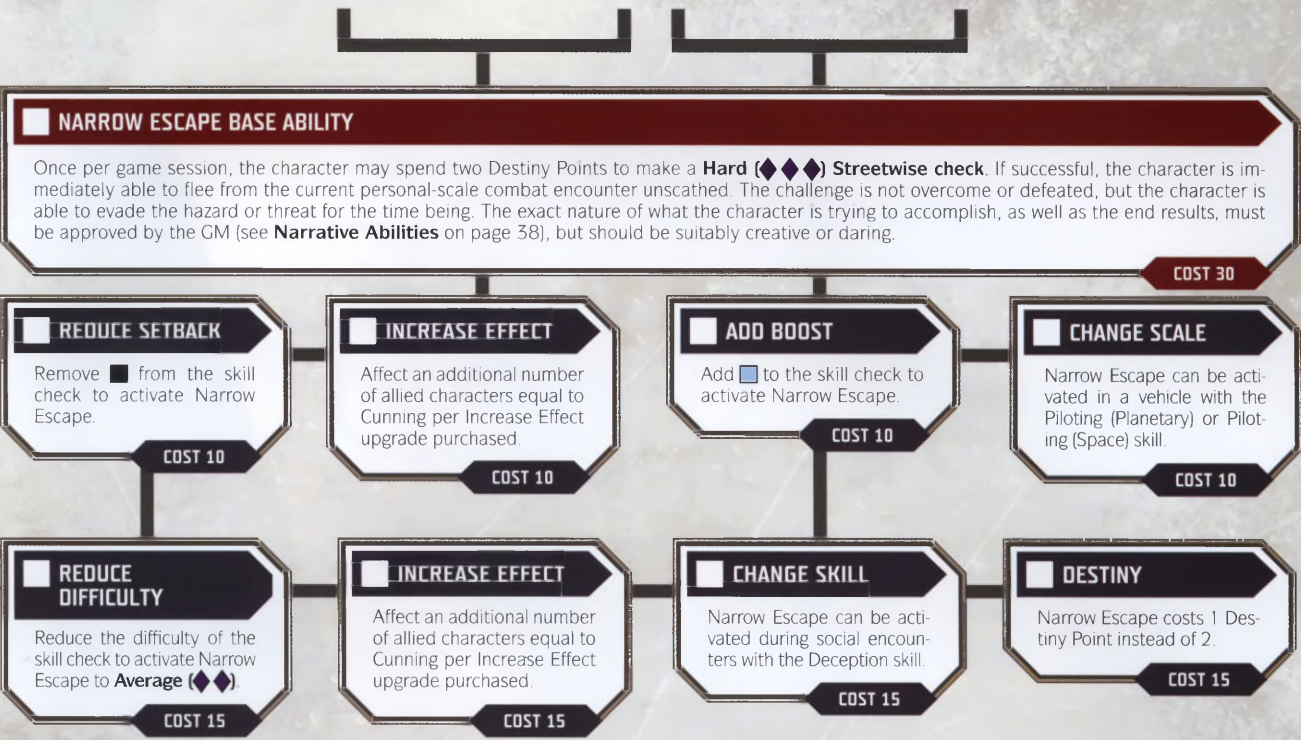 NARROW ESCAPE BASE ABILITY
Once per game session, the character may spend two Destiny Points to make a Hard (◆◆◆) Streetwise check. If successful, the character is im-
mediately able to flee from the current personal-scale combat encounter unscathed. The challenge is not overcome or defeated, but the character is
able to evade the hazard or threat for the time being. The exact nature of what the character is trying to accomplish, as well as the end results, must
be approved by the GM (see Narrative Abilities on page 38), but should be suitably creative or daring.
COST 30
REDUCE SETBACK
Remove ■ from the skill
check to activate Narrow
Escape.
COST 10
INCREASE EFFECT
Affect an additional number
of allied characters equal to
Cunning per Increase Effect
upgrade purchased.
COST 10
ADD BOOST
Add ■ to the skill check to
activate Narrow Escape.
COST 10
CHANGE SCALE
Narrow Escape can be acti-
vated in a vehicle with the
Piloting (Planetary) or Pilot-
ing (Space) skill.
COST 10
REDUCE
DIFFICULTY
Reduce the difficulty of the
skill check to activate Narrow
Escape to Average (◆◆).
COST 15
INCREASE EFFECT
Affect an additional number
of allied characters equal to
Cunning per Increase Effect
upgrade purchased.
COST 15
CHANGE SKILL
Narrow Escape can be acti-
vated during social encoun-
ters with the Deception skill.
COST 15
DESTINY
Narrow Escape costs 1 Des-
tiny Point instead of 2.
COST 15